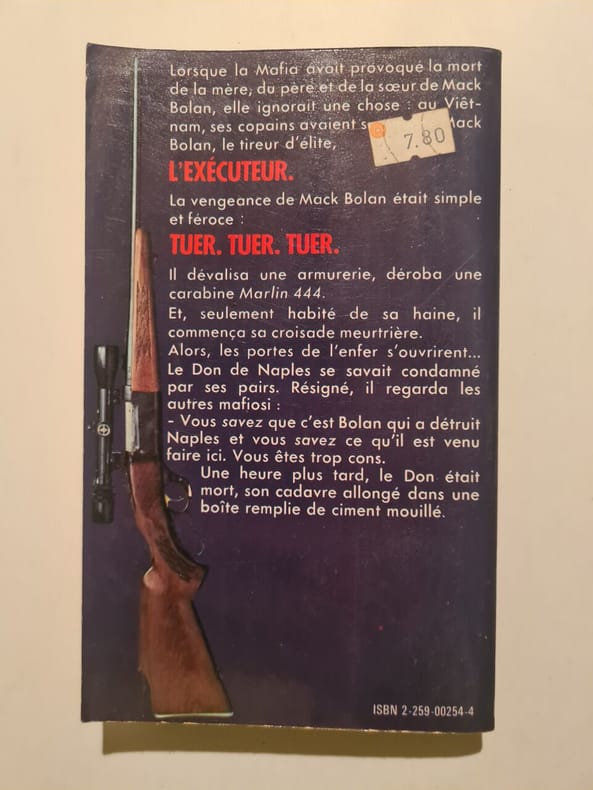 Lorsque la Mafia avait provoqué la mort
de la mère, du père et de la sœur de Mack
Bolan, elle ignorait une chose : au Viêt-
nam, ses copains avaient s Mack
Bolan, le tireur d'élite,
7.80
L'EXÉCUTEUR.
La vengeance de Mack Bolan était simple
et féroce :
TUER. TUER. TUER.
Il dévalisa une armurerie, déroba une
carabine Marlin 444.
Et, seulement habité de sa haine, il
commença sa croisade meurtrière.
Alors, les portes de l'enfer s'ouvrirent...
Le Don de Naples se savait condamné
par ses pairs. Résigné, il regarda les
autres mafiosi :
- Vous savez que c'est Bolan qui a détruit
Naples et vous savez ce qu'il est venu
faire ici. Vous êtes trop cons.
Une heure plus tard, le Don était
mort, son cadavre allongé dans une
boîte remplie de ciment mouillé.
ISBN 2-259-00254-4